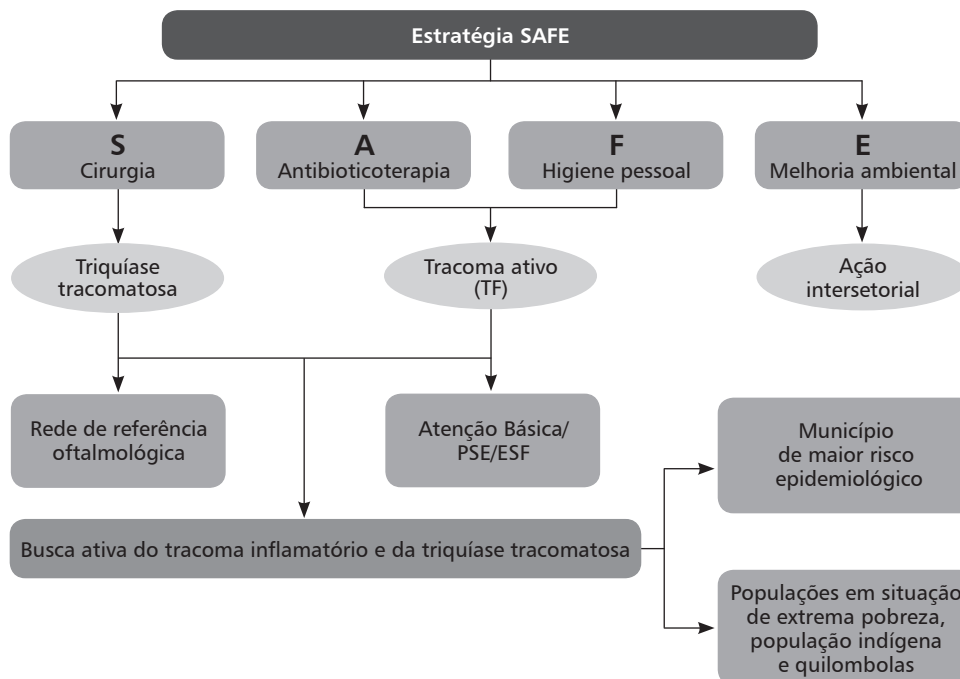 Estratégia SAFE
S
Cirurgia
A
Antibioticoterapia
F
Higiene pessoal
E
Melhoria ambiental
Triquíase
tracomatosa
Tracoma ativo
(TF)
Ação
intersetorial
Rede de referência
oftalmológica
Atenção Básica/
PSE/ESF
Município
de maior risco
epidemiológico
Busca ativa do tracoma inflamatório e da triquíase tracomatosa
Populações em situação
de extrema pobreza,
população indígena
e quilombolas